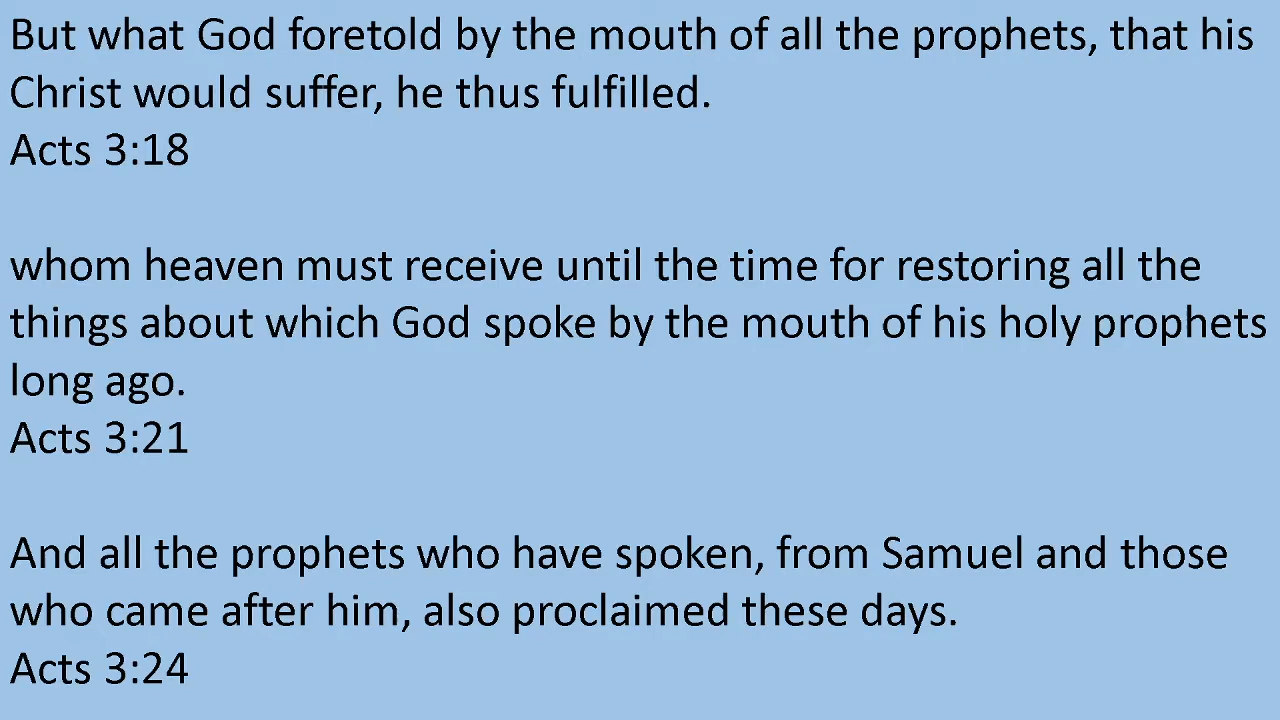 But what God foretold by the mouth of all the prophets, that his
Christ would suffer, he thus fulfilled.
Acts 3:18
whom heaven must receive until the time for restoring all the
things about which God spoke by the mouth of his holy prophets
long ago.
Acts 3:21
And all the prophets who have spoken, from Samuel and those
who came after him, also proclaimed these days.
Acts 3:24